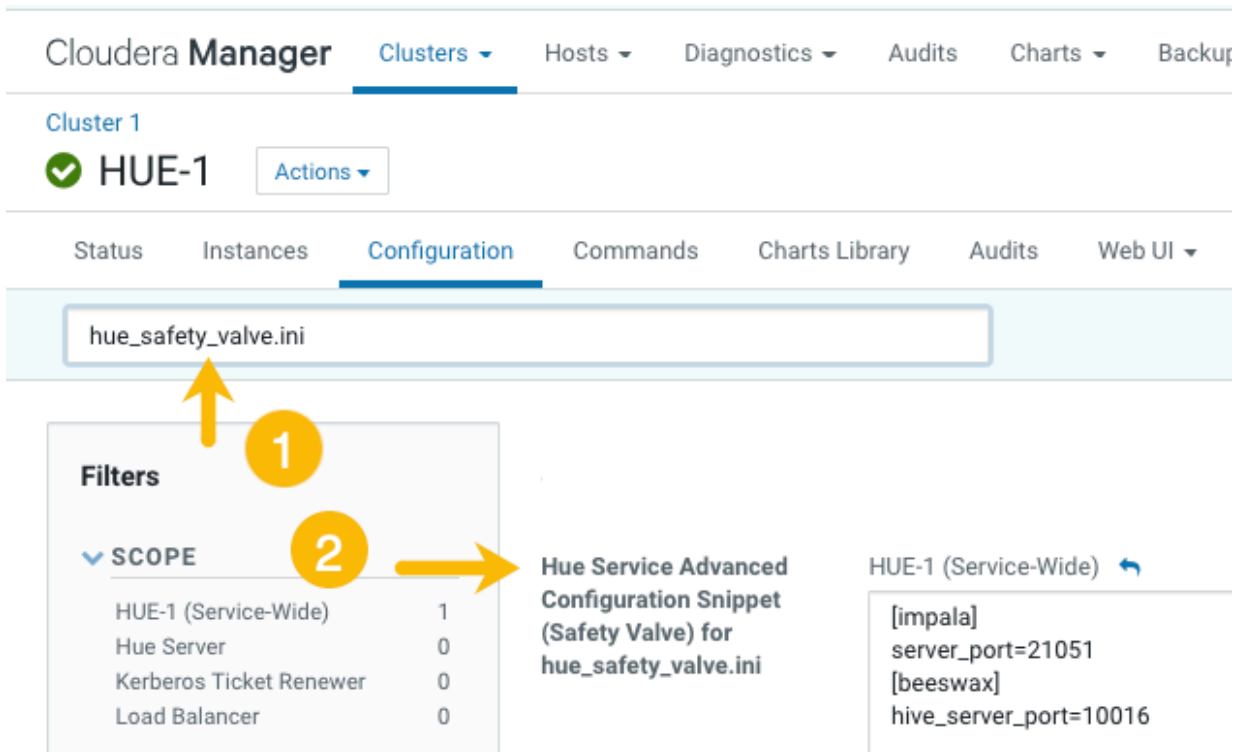 Cloudera Manager Clusters Hosts Diagnostics Audits Charts Backup
Cluster 1
HUE-1 Actions
Status Instances Configuration Commands Charts Library Audits Web UI
hue_safety_valve.ini
1
Filters
2
SCOPE
HUE-1 (Service-Wide) 1
Hue Server 0
Kerberos Ticket Renewer 0
Load Balancer 0
Hue Service Advanced
Configuration Snippet
(Safety Valve) for
hue_safety_valve.ini
HUE-1 (Service-Wide)
[impala]
server_port=21051
[beeswax]
hive_server_port=10016